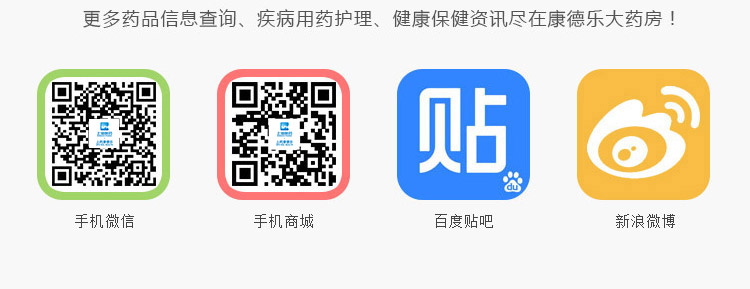 更多药品信息查询、疾病用药护理、健康保健资讯尽在康德乐大药房！
贴
du
手机微信
手机商城
百度贴吧
新浪微博